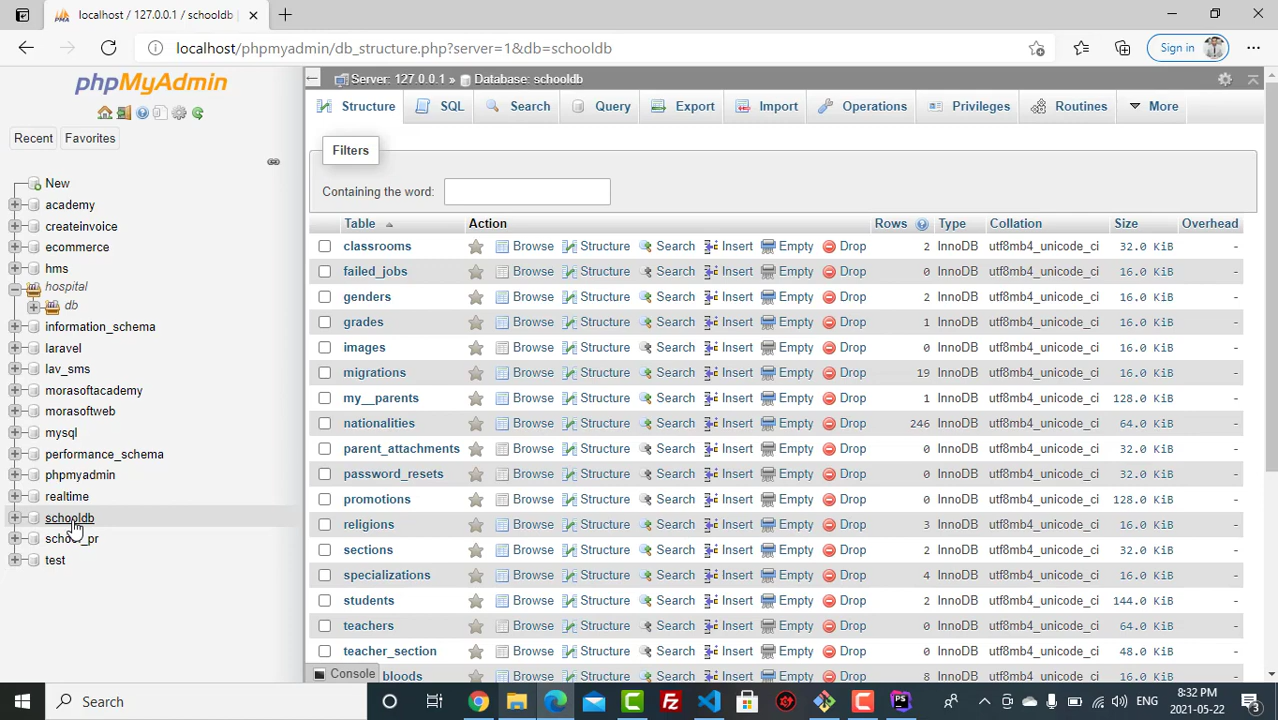 localhost / 127.0.0.1 / schooldb
localhost/phpmyadmin/db_structure.php?server=1&db=schooldb
Sign in
phpMyAdmin
Recent
Favorites
New
academy
createinvoice
ecommerce
hms
hospital
db
information_schema
laravel
lav_sms
morasoftacademy
morasoftweb
mysql
performance_schema
phpmyadmin
realtime
schooldb
school_pr
test
Server: 127.0.0.1 » Database: schooldb
Structure SQL Search Query Export Import Operations Privileges Routines More
Filters
Containing the word:
Table Action Rows Type Collation Size Overhead
classrooms Browse Structure Search Insert Empty Drop 2 InnoDB utf8mb4_unicode_ci 32.0 KiB -
failed_jobs Browse Structure Search Insert Empty Drop 0 InnoDB utf8mb4_unicode_ci 16.0 KiB -
genders Browse Structure Search Insert Empty Drop 2 InnoDB utf8mb4_unicode_ci 16.0 KiB -
grades Browse Structure Search Insert Empty Drop 1 InnoDB utf8mb4_unicode_ci 16.0 KiB -
images Browse Structure Search Insert Empty Drop 0 InnoDB utf8mb4_unicode_ci 16.0 KiB -
migrations Browse Structure Search Insert Empty Drop 19 InnoDB utf8mb4_unicode_ci 16.0 KiB -
my__parents Browse Structure Search Insert Empty Drop 1 InnoDB utf8mb4_unicode_ci 128.0 KiB -
nationalities Browse Structure Search Insert Empty Drop 246 InnoDB utf8mb4_unicode_ci 64.0 KiB -
parent_attachments Browse Structure Search Insert Empty Drop 0 InnoDB utf8mb4_unicode_ci 32.0 KiB -
password_resets Browse Structure Search Insert Empty Drop 0 InnoDB utf8mb4_unicode_ci 32.0 KiB -
promotions Browse Structure Search Insert Empty Drop 0 InnoDB utf8mb4_unicode_ci 128.0 KiB -
religions Browse Structure Search Insert Empty Drop 3 InnoDB utf8mb4_unicode_ci 16.0 KiB -
sections Browse Structure Search Insert Empty Drop 2 InnoDB utf8mb4_unicode_ci 32.0 KiB -
specializations Browse Structure Search Insert Empty Drop 4 InnoDB utf8mb4_unicode_ci 16.0 KiB -
students Browse Structure Search Insert Empty Drop 2 InnoDB utf8mb4_unicode_ci 144.0 KiB -
teachers Browse Structure Search Insert Empty Drop 0 InnoDB utf8mb4_unicode_ci 64.0 KiB -
teacher_section Browse Structure Search Insert Empty Drop 0 InnoDB utf8mb4_unicode_ci 48.0 KiB -
Console bloods Browse Structure Search Insert Empty Drop 8 InnoDB utf8mb4_unicode_ci 16.0 KiB -
Search
ENG
8:32 PM
2021-05-22
3